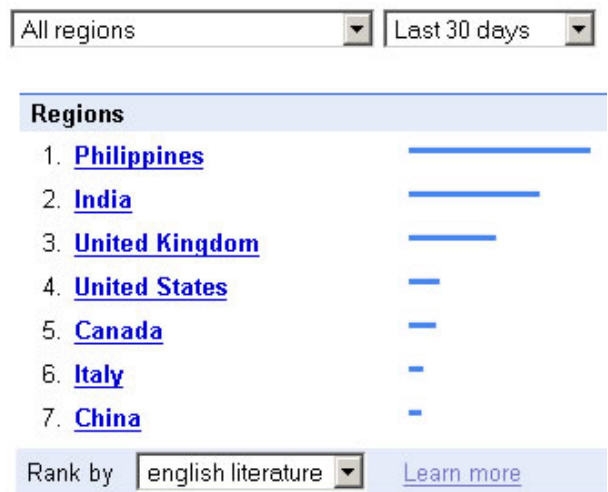 All regions Last 30 days
Regions
1. Philippines
2. India
3. United Kingdom
4. United States
5. Canada
6. Italy
7. China
Rank by english literature Learn more